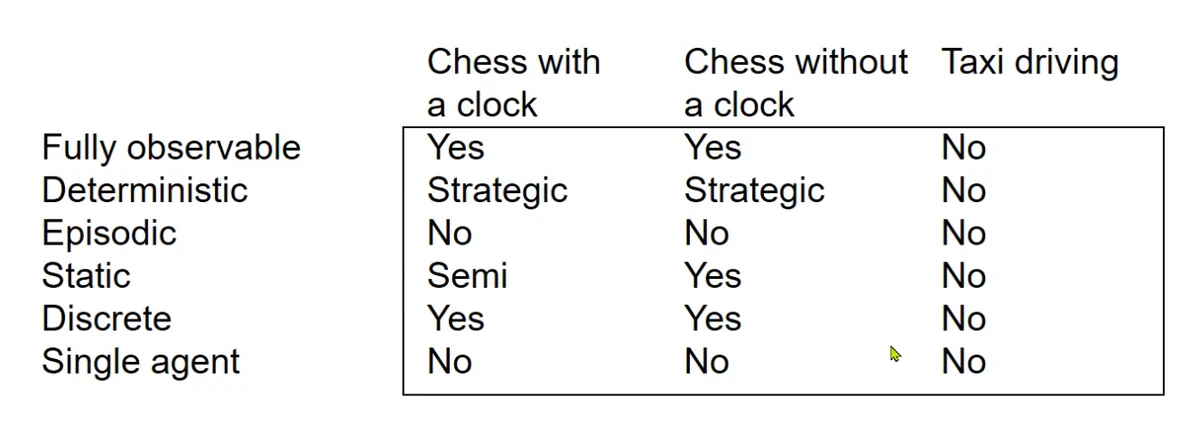 Chess with Chess without Taxi driving
a clock a clock
Fully observable Yes Yes No
Deterministic Strategic Strategic No
Episodic No No No
Static Semi Yes No
Discrete Yes Yes No
Single agent No No No